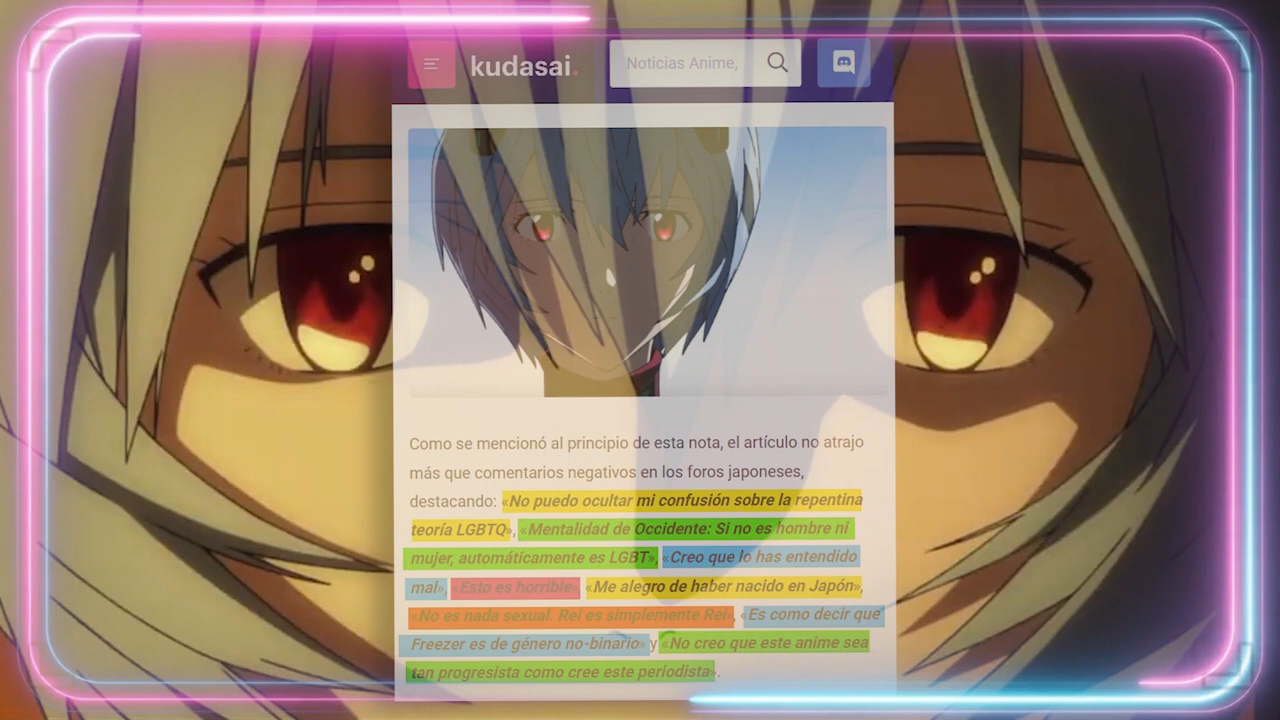 kudasai.
Noticias Anime,
Como se mencionó al principio de esta nota, el artículo no atrajo
más que comentarios negativos en los foros japoneses,
destacando: «No puedo ocultar mi confusión sobre la repentina
teoría LGBTQ», «Mentalidad de Occidente: Si no es hombre ni
mujer, automáticamente es LGBT», «Creo que lo has entendido
mal», «Esto es horrible» «Me alegro de haber nacido en Japón»,
«No es nada sexual. Rei es simplemente Rei», «Es como decir que
Freezer es de género no-binario» y «No creo que este anime sea
tan progresista como cree este periodista».